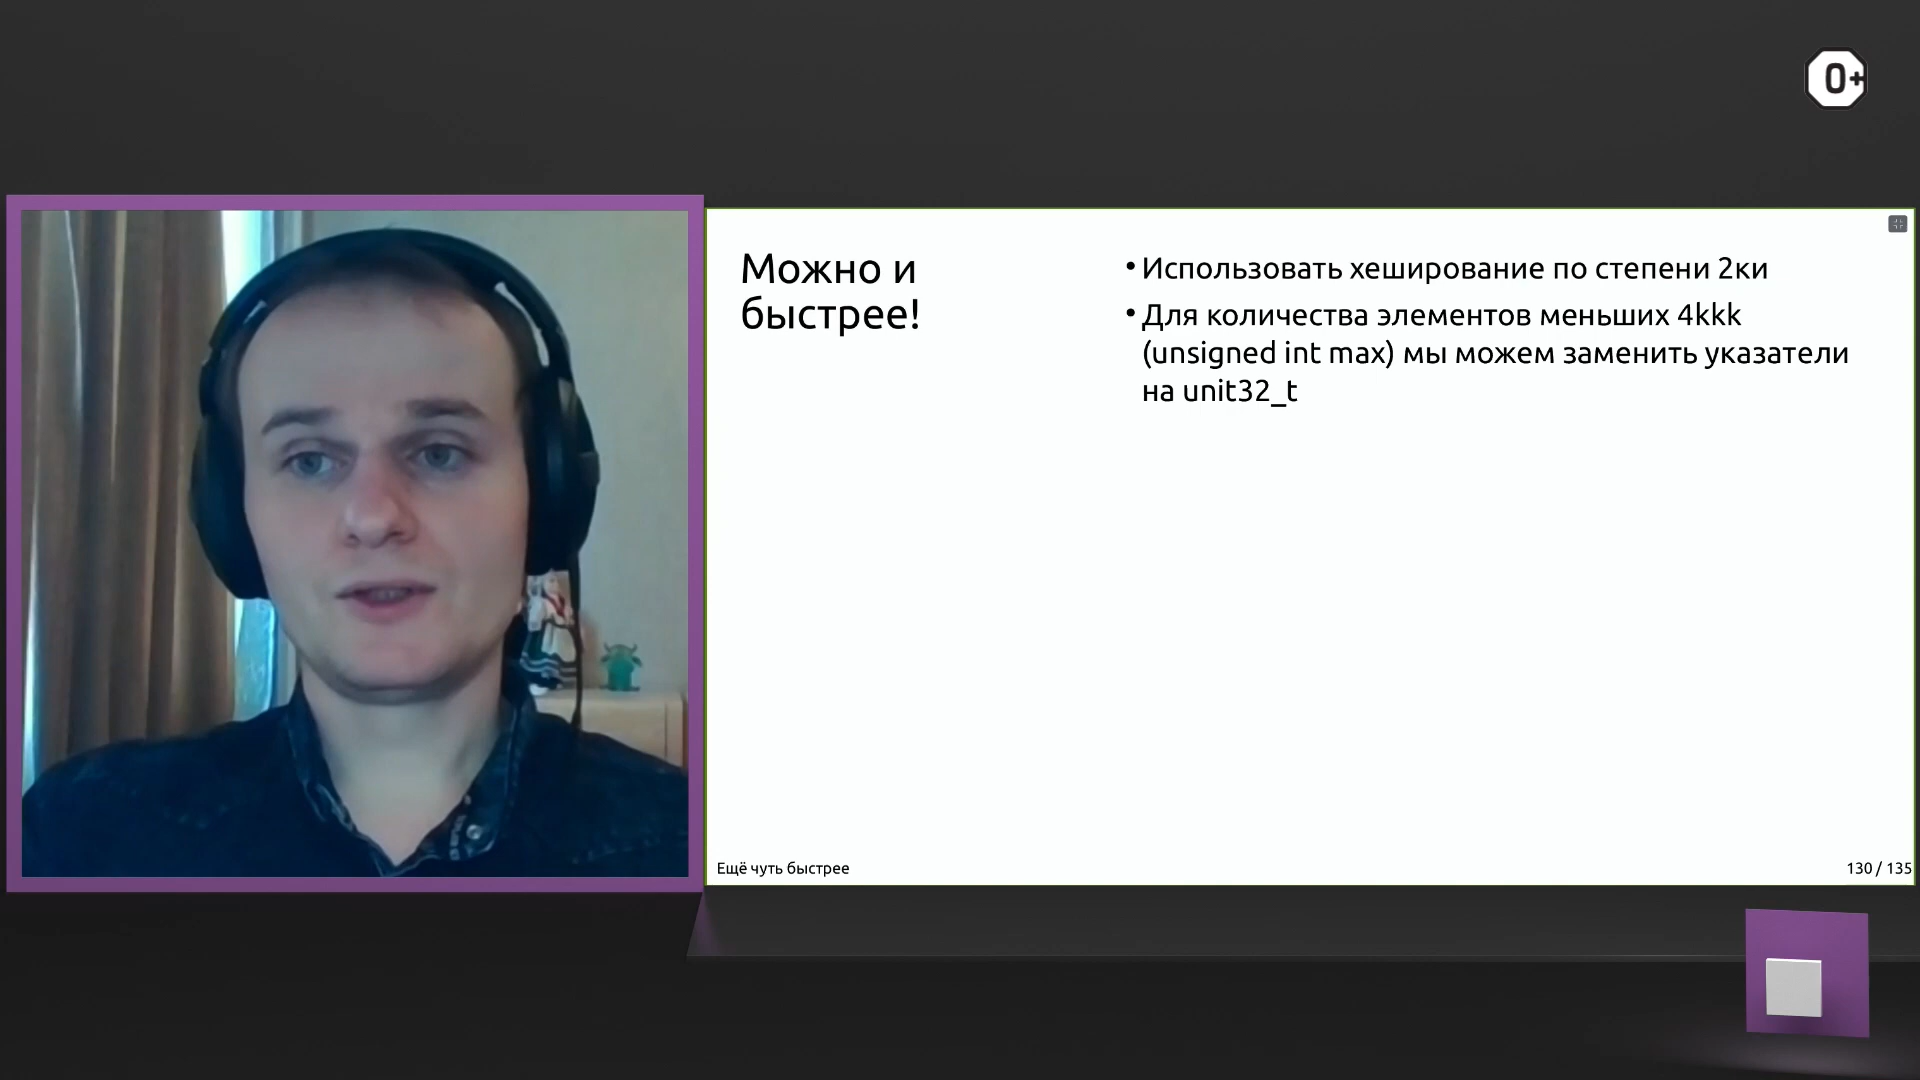 0+
Можно и
быстрее!
•Использовать хеширование по степени 2ки
•Для количества элементов меньших 4kkk
(unsigned int max) мы можем заменить указатели
на unit32_t
Ещё чуть быстрее
130 / 135